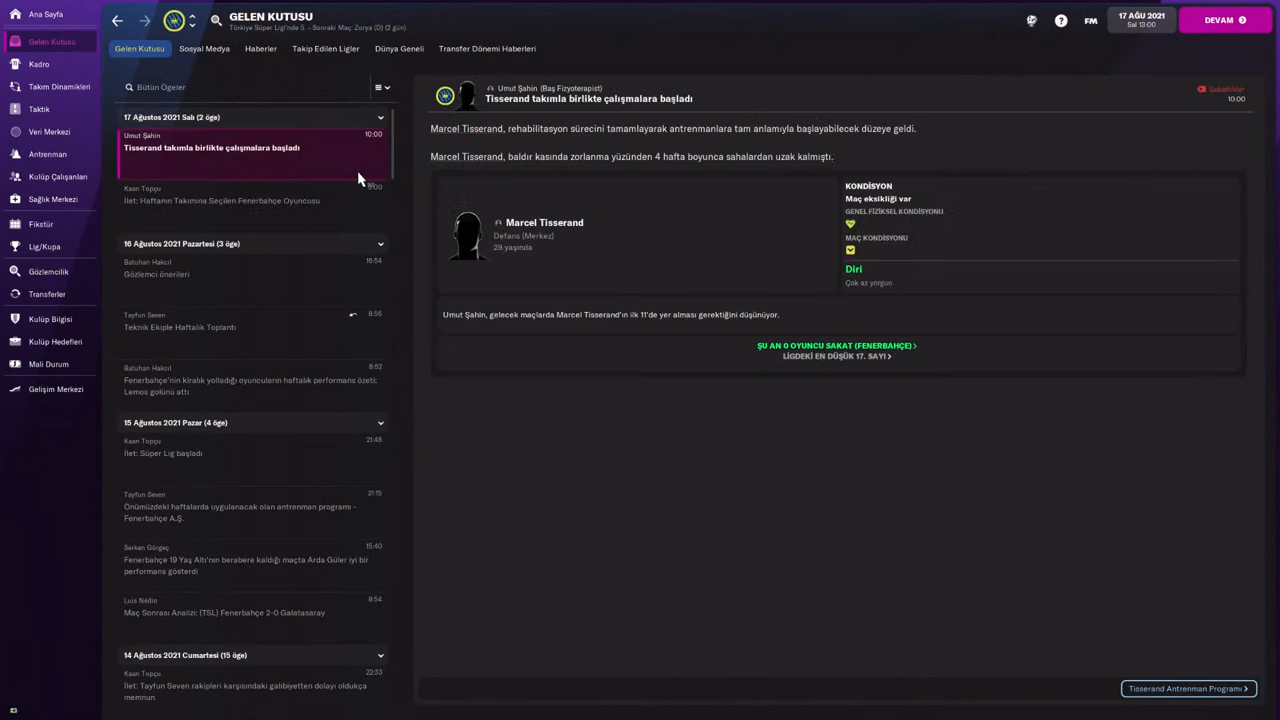 Ana Sayfa
Gelen Kutusu
Kadro
Takım Dinamikleri
Taktik
Veri Merkezi
Antrenman
Kulüp Çalışanları
Sağlık Merkezi
Fikstür
Lig/Kupa
Gözlemcilik
Transferler
Kulüp Bilgisi
Kulüp Hedefleri
Mali Durum
Gelişim Merkezi
GELEN KUTUSU
Türkiye Süper Ligi'nde 5. - Sonraki Maç: Zorya (D) (2 gün)
FM
17 AĞU 2021
Sal 13:00
DEVAM
Gelen Kutusu Sosyal Medya Haberler Takip Edilen Ligler Dünya Geneli Transfer Dönemi Haberleri
Bütün Ögeler
17 Ağustos 2021 Salı (2 öge)
Umut Şahin 10:00
Tisserand takımla birlikte çalışmalara başladı
Kaan Topçu
İlet: Haftanın Takımına Seçilen Fenerbahçe Oyuncusu
16 Ağustos 2021 Pazartesi (3 öge)
Batuhan Hakcıl 16:54
Gözlemci önerileri
Tayfun Seven 8:56
Teknik Ekiple Haftalık Toplantı
Batuhan Hakcıl 8:52
Fenerbahçe'nin kiralık yolladığı oyuncuların haftalık performans özeti:
Lemos golünü attı
15 Ağustos 2021 Pazar (4 öge)
Kaan Topçu 21:48
İlet: Süper Lig başladı
Tayfun Seven 21:15
Önümüzdeki haftalarda uygulanacak olan antrenman programı -
Fenerbahçe A.Ş.
Serkan Görgeç 15:40
Fenerbahçe 19 Yaş Altı'nın berabere kaldığı maçta Arda Güler iyi bir
performans gösterdi
Luis Nédio 8:54
Maç Sonrası Analizi: (TSL) Fenerbahçe 2-0 Galatasaray
14 Ağustos 2021 Cumartesi (15 öge)
Kaan Topçu 22:33
İlet: Tayfun Seven rakipleri karşısındaki galibiyetten dolayı oldukça
memnun
Umut Şahin (Baş Fizyoterapist)
Tisserand takımla birlikte çalışmalara başladı
Sakatlıklar
10:00
Marcel Tisserand, rehabilitasyon sürecini tamamlayarak antrenmanlara tam anlamıyla başlayabilecek düzeye geldi.
Marcel Tisserand, baldır kasında zorlanma yüzünden 4 hafta boyunca sahalardan uzak kalmıştı.
Marcel Tisserand
Defans (Merkez)
28 yaşında
KONDİSYON
Maç eksikliği var
GENEL FİZİKSEL KONDİSYONU
MAÇ KONDİSYONU
Diri
Çok az yorgun
Umut Şahin, gelecek maçlarda Marcel Tisserand'ın ilk 11'de yer alması gerektiğini düşünüyor.
ŞU AN 0 OYUNCU SAKAT (FENERBAHÇE)
LİGDEKİ EN DÜŞÜK 17. SAYI
Tisserand Antrenman Programı